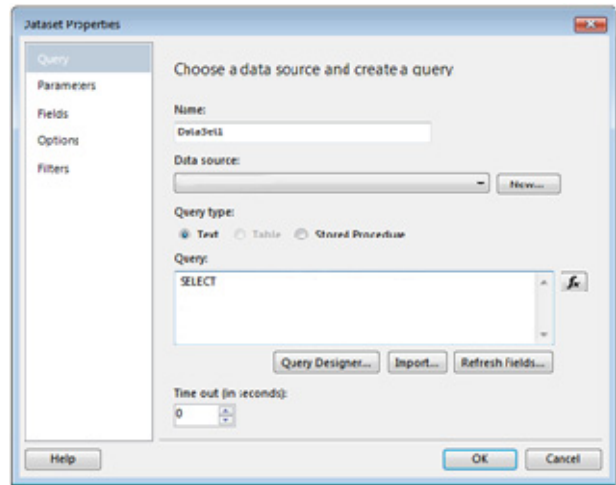 Dataset Properties
Query
Parameters
Fields
Options
Filters
Choose a data source and create a query
Name:
DataSet1
Data source:
New...
Query type:
Text
Table
Stored Procedure
Query:
SELECT
fx
Query Designer...
Import...
Refresh Fields...
Time out (in seconds):
0
Help
OK
Cancel